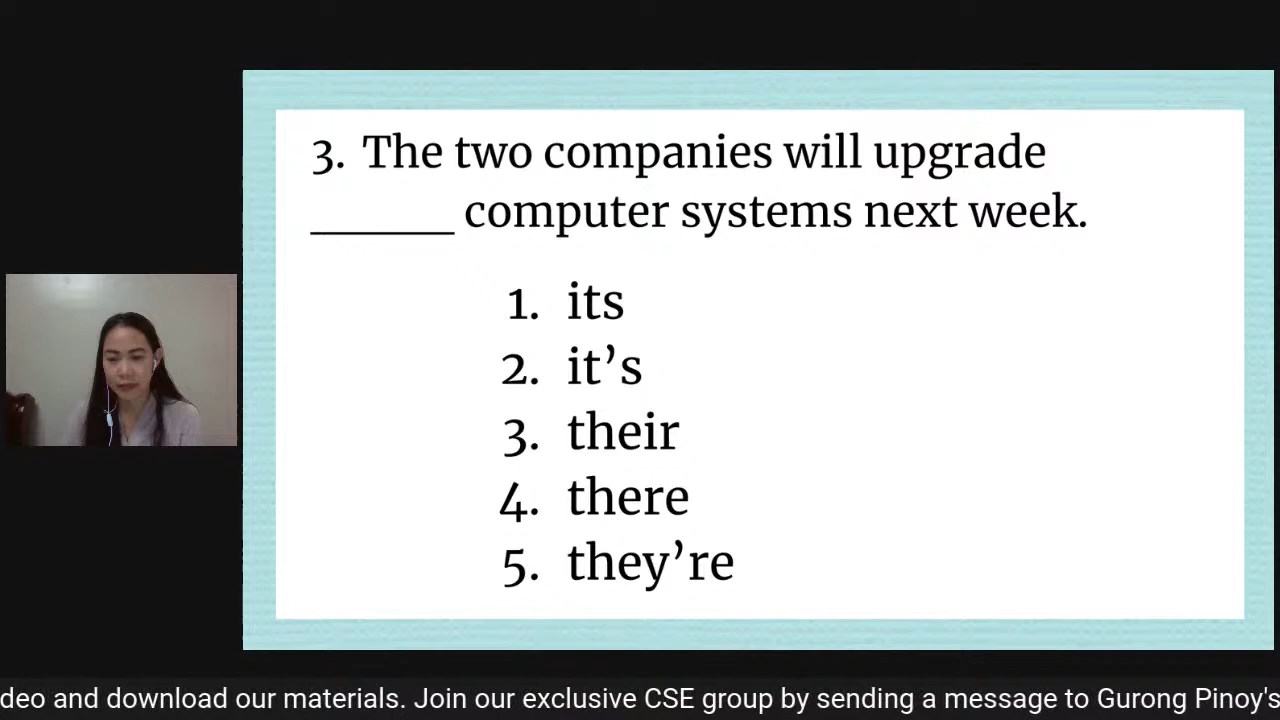 3. The two companies will upgrade
______ computer systems next week.
1. its
2. it’s
3. their
4. there
5. they’re
deo and download our materials. Join our exclusive CSE group by sending a message to Gurong Pinoy's